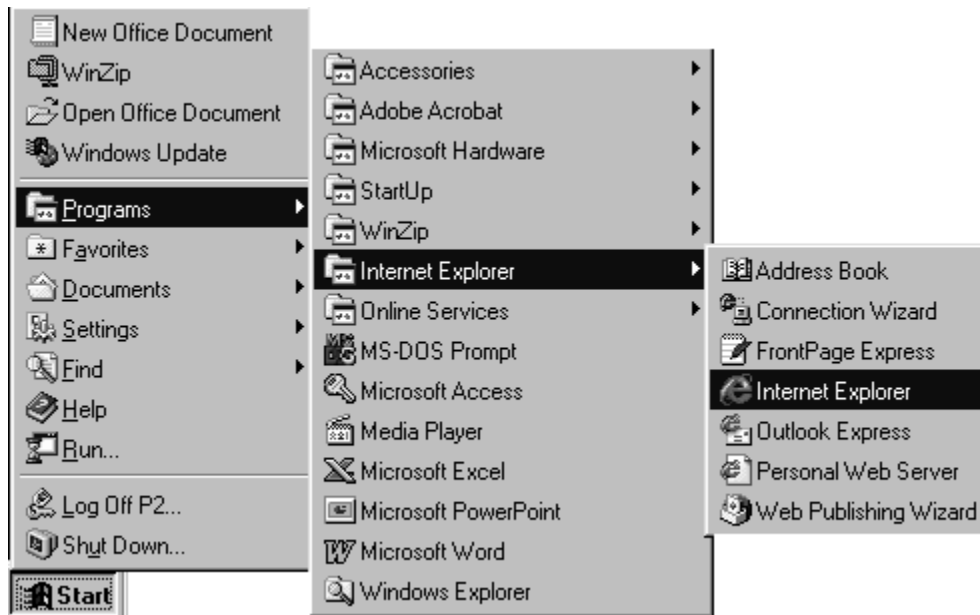 New Office Document
WinZip
Open Office Document
Windows Update
Programs
Favorites
Documents
Settings
Find
Help
Run...
Log Off P2...
Shut Down...
Start
Accessories
Adobe Acrobat
Microsoft Hardware
StartUp
WinZip
Internet Explorer
Online Services
MS-DOS Prompt
Microsoft Access
Media Player
Microsoft Excel
Microsoft PowerPoint
Microsoft Word
Windows Explorer
Address Book
Connection Wizard
FrontPage Express
Internet Explorer
Outlook Express
Personal Web Server
Web Publishing Wizard